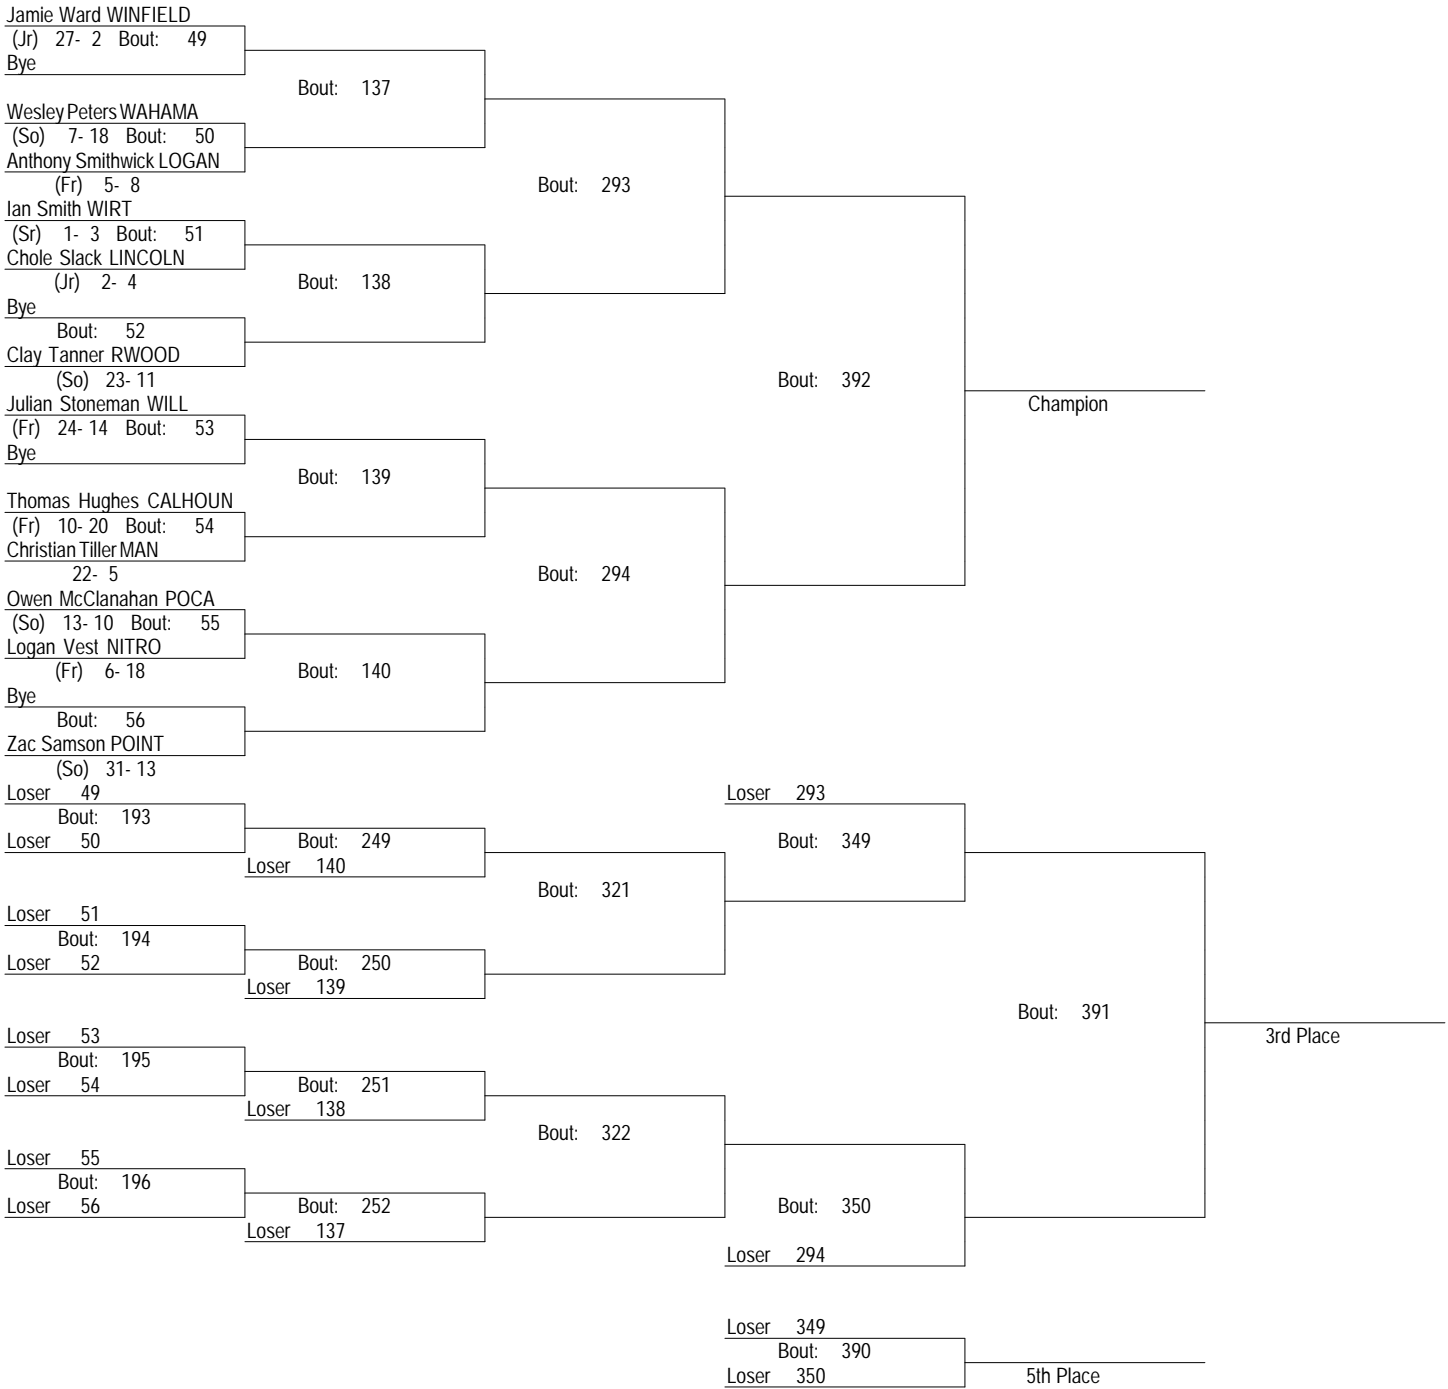 Jamie Ward WINFIELD
(Jr) 27- 2 Bout: 49
Bye
Bout: 137
Wesley Peters WAHAMA
(So) 7- 18 Bout: 50
Anthony Smithwick LOGAN
(Fr) 5- 8
Bout: 293
Ian Smith WIRT
(Sr) 1- 3 Bout: 51
Chole Slack LINCOLN
(Jr) 2- 4
Bout: 138
Bye
Bout: 52
Clay Tanner RWOOD
(So) 23- 11
Bout: 392
Champion
Julian Stoneman WILL
(Fr) 24- 14 Bout: 53
Bye
Bout: 139
Thomas Hughes CALHOUN
(Fr) 10- 20 Bout: 54
Christian Tiller MAN
22- 5
Bout: 294
Owen McClanahan POCA
(So) 13- 10 Bout: 55
Logan Vest NITRO
(Fr) 6- 18
Bout: 140
Bye
Bout: 56
Zac Samson POINT
(So) 31- 13
Loser 49
Bout: 193
Loser 50
Bout: 249
Loser 140
Loser 293
Bout: 349
Bout: 321
Loser 51
Bout: 194
Loser 52
Bout: 250
Loser 139
Bout: 391
3rd Place
Loser 53
Bout: 195
Loser 54
Bout: 251
Loser 138
Bout: 322
Loser 55
Bout: 196
Loser 56
Bout: 252
Loser 137
Bout: 350
Loser 294
Loser 349
Bout: 390
Loser 350
5th Place